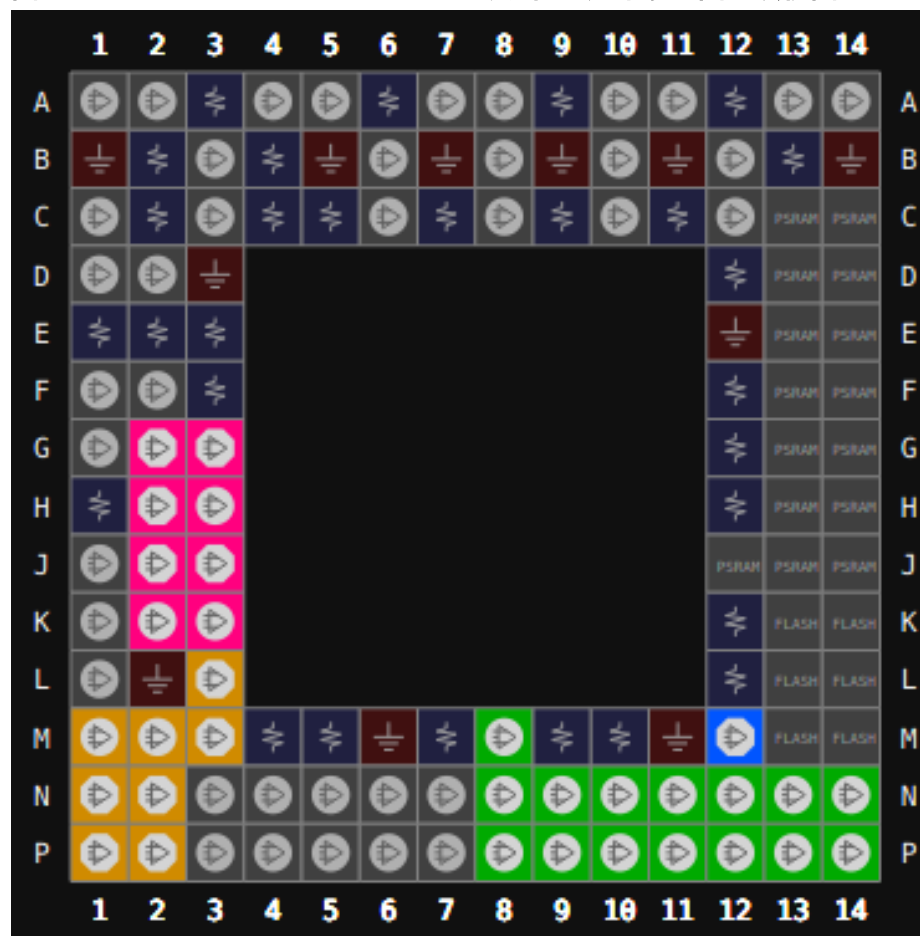 1 2 3 4 5 6 7 8 9 10 11 12 13 14
A A
B B
C PSRAM PSRAM C
D PSRAM PSRAM D
E PSRAM PSRAM E
F PSRAM PSRAM F
G PSRAM PSRAM G
H PSRAM PSRAM H
J PSRAM PSRAM PSRAM J
K FLASH FLASH K
L FLASH FLASH L
M FLASH FLASH M
N N
P P
1 2 3 4 5 6 7 8 9 10 11 12 13 14